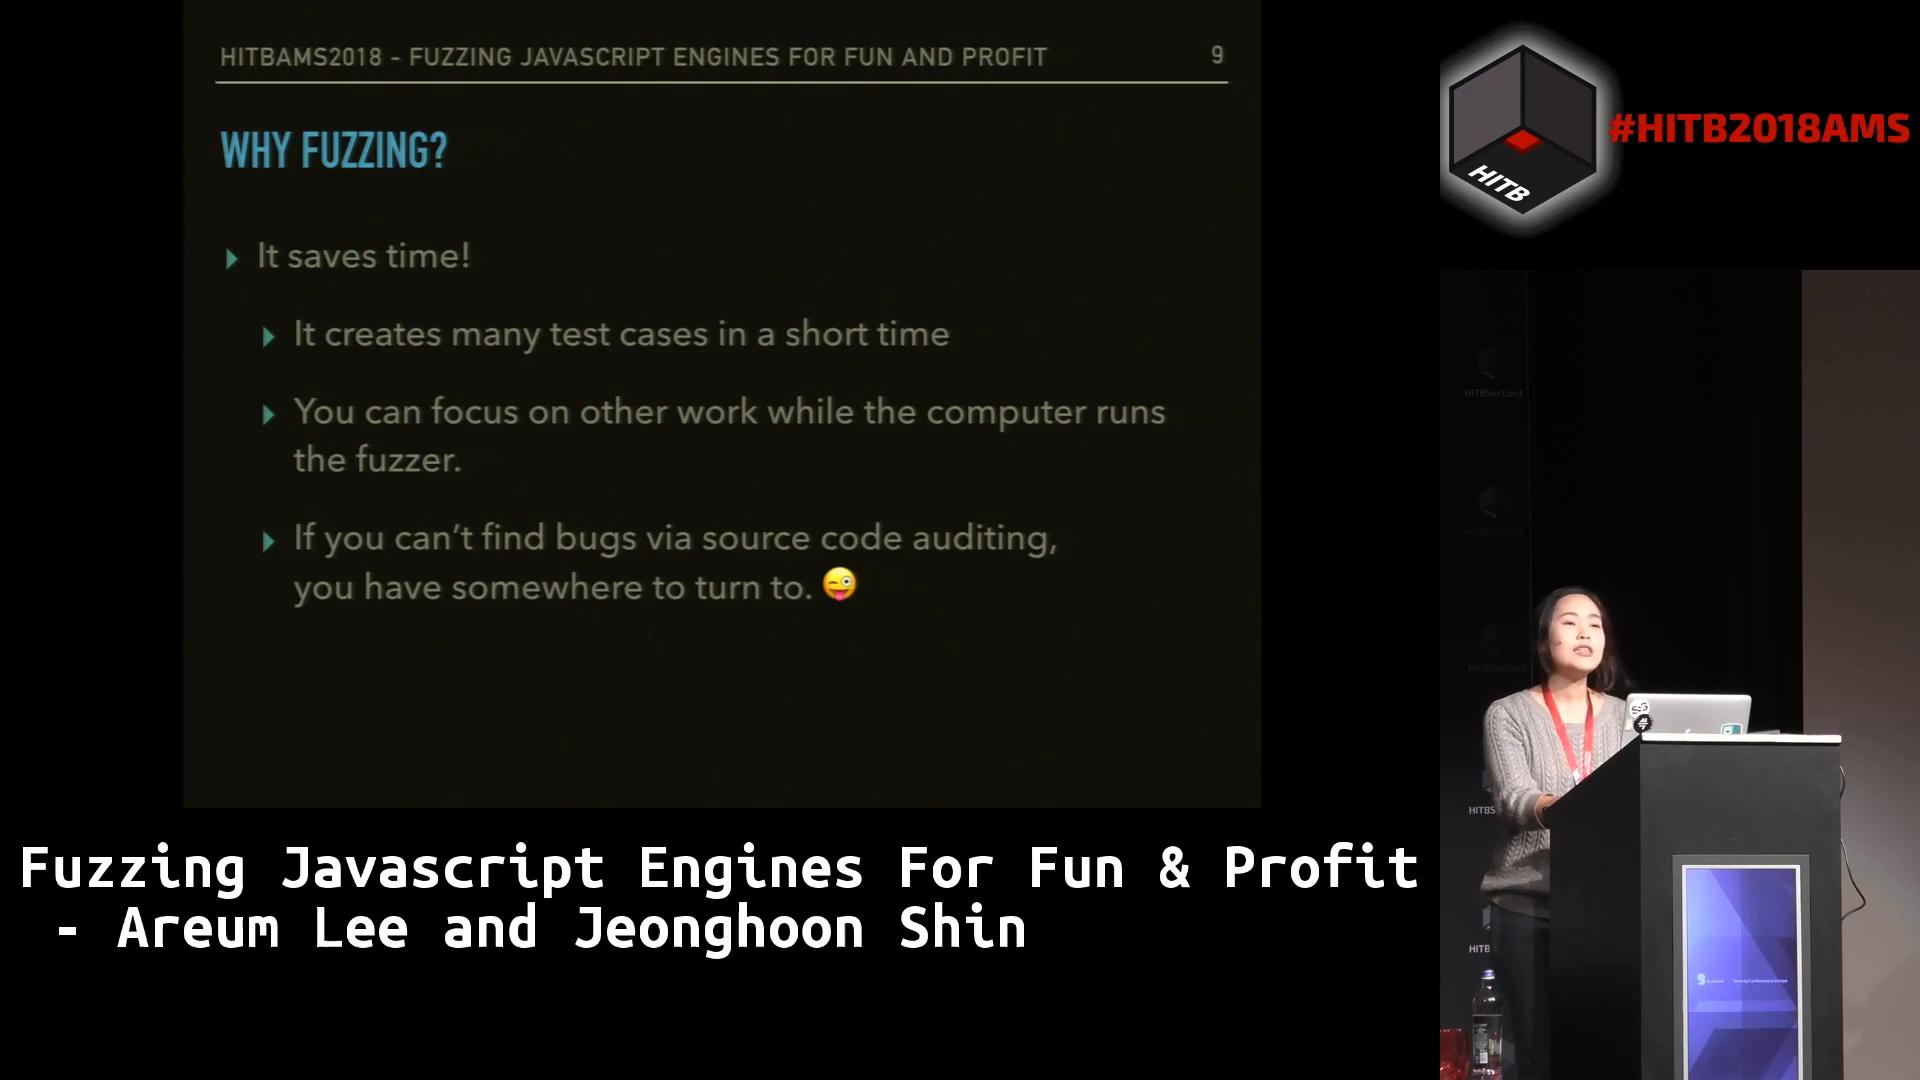 HITBAMS2018 - FUZZING JAVASCRIPT ENGINES FOR FUN AND PROFIT 9
WHY FUZZING?
It saves time!
It creates many test cases in a short time
You can focus on other work while the computer runs
the fuzzer.
If you can’t find bugs via source code auditing,
you have somewhere to turn to. 😜
Fuzzing Javascript Engines For Fun & Profit
- Areum Lee and Jeonghoon Shin
HITB
#HITB2018AMS
HITBSecConf
HITBS
HITB